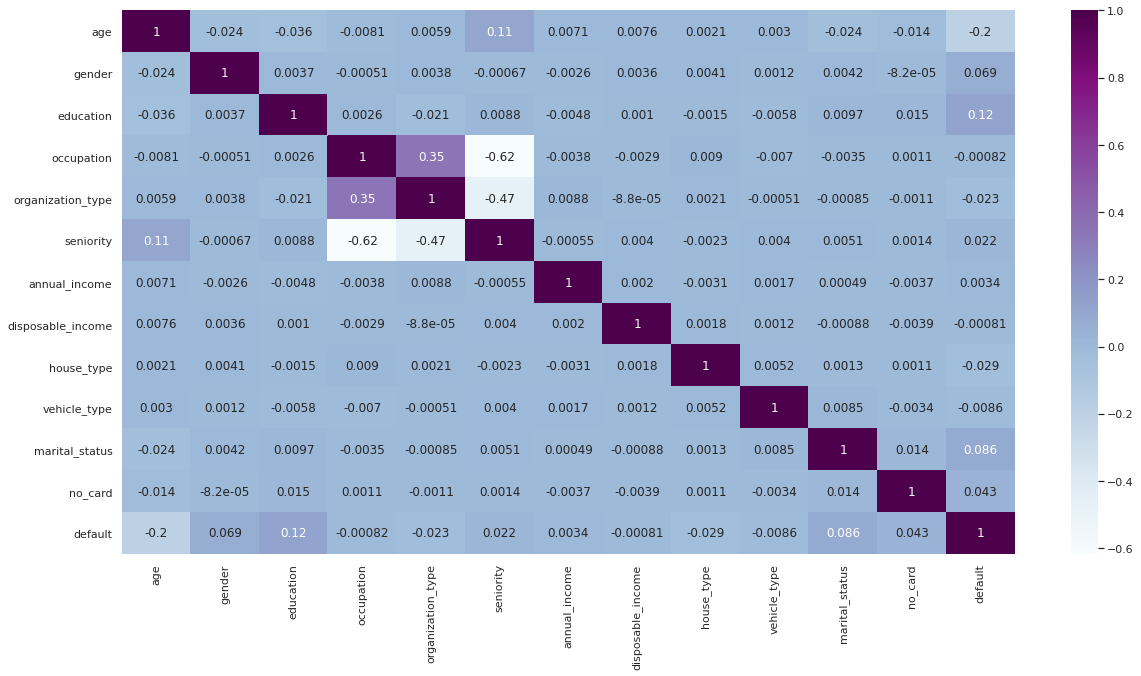 age 1 -0.024 -0.036 -0.0081 0.0059 0.11 0.0071 0.0076 0.0021 0.003 -0.024 -0.014 -0.2
gender -0.024 1 0.0037 -0.00051 0.0038 -0.00067 -0.0026 0.0036 0.0041 0.0012 0.0042 -8.2e-05 0.069
education -0.036 0.0037 1 0.0026 -0.021 0.0088 -0.0048 0.001 -0.0015 -0.0058 0.0097 0.015 0.12
occupation -0.0081 -0.00051 0.0026 1 0.35 -0.62 -0.0038 -0.0029 0.009 -0.007 -0.0035 0.0011 -0.00082
organization_type 0.0059 0.0038 -0.021 0.35 1 -0.47 0.0088 -8.8e-05 0.0021 -0.00051 -0.00085 -0.0011 -0.023
seniority 0.11 -0.00067 0.0088 -0.62 -0.47 1 -0.00055 0.004 -0.0023 0.004 0.0051 0.0014 0.022
annual_income 0.0071 -0.0026 -0.0048 -0.0038 0.0088 -0.00055 1 0.002 -0.0031 0.0017 0.00049 -0.0037 0.0034
disposable_income 0.0076 0.0036 0.001 -0.0029 -8.8e-05 0.004 0.002 1 0.0018 0.0012 -0.00088 -0.0039 -0.00081
house_type 0.0021 0.0041 -0.0015 0.009 0.0021 -0.0023 -0.0031 0.0018 1 0.0052 0.0013 0.0011 -0.029
vehicle_type 0.003 0.0012 -0.0058 -0.007 -0.00051 0.004 0.0017 0.0012 0.0052 1 0.0085 -0.0034 -0.0086
marital_status -0.024 0.0042 0.0097 -0.0035 -0.00085 0.0051 0.00049 -0.00088 0.0013 0.0085 1 0.014 0.086
no_card -0.014 -8.2e-05 0.015 0.0011 -0.0011 0.0014 -0.0037 -0.0039 0.0011 -0.0034 0.014 1 0.043
default -0.2 0.069 0.12 -0.00082 -0.023 0.022 0.0034 -0.00081 -0.029 -0.0086 0.086 0.043 1
age
gender
education
occupation
organization_type
seniority
annual_income
disposable_income
house_type
vehicle_type
marital_status
no_card
default
1.0
0.8
0.6
0.4
0.2
0.0
−0.2
−0.4
−0.6